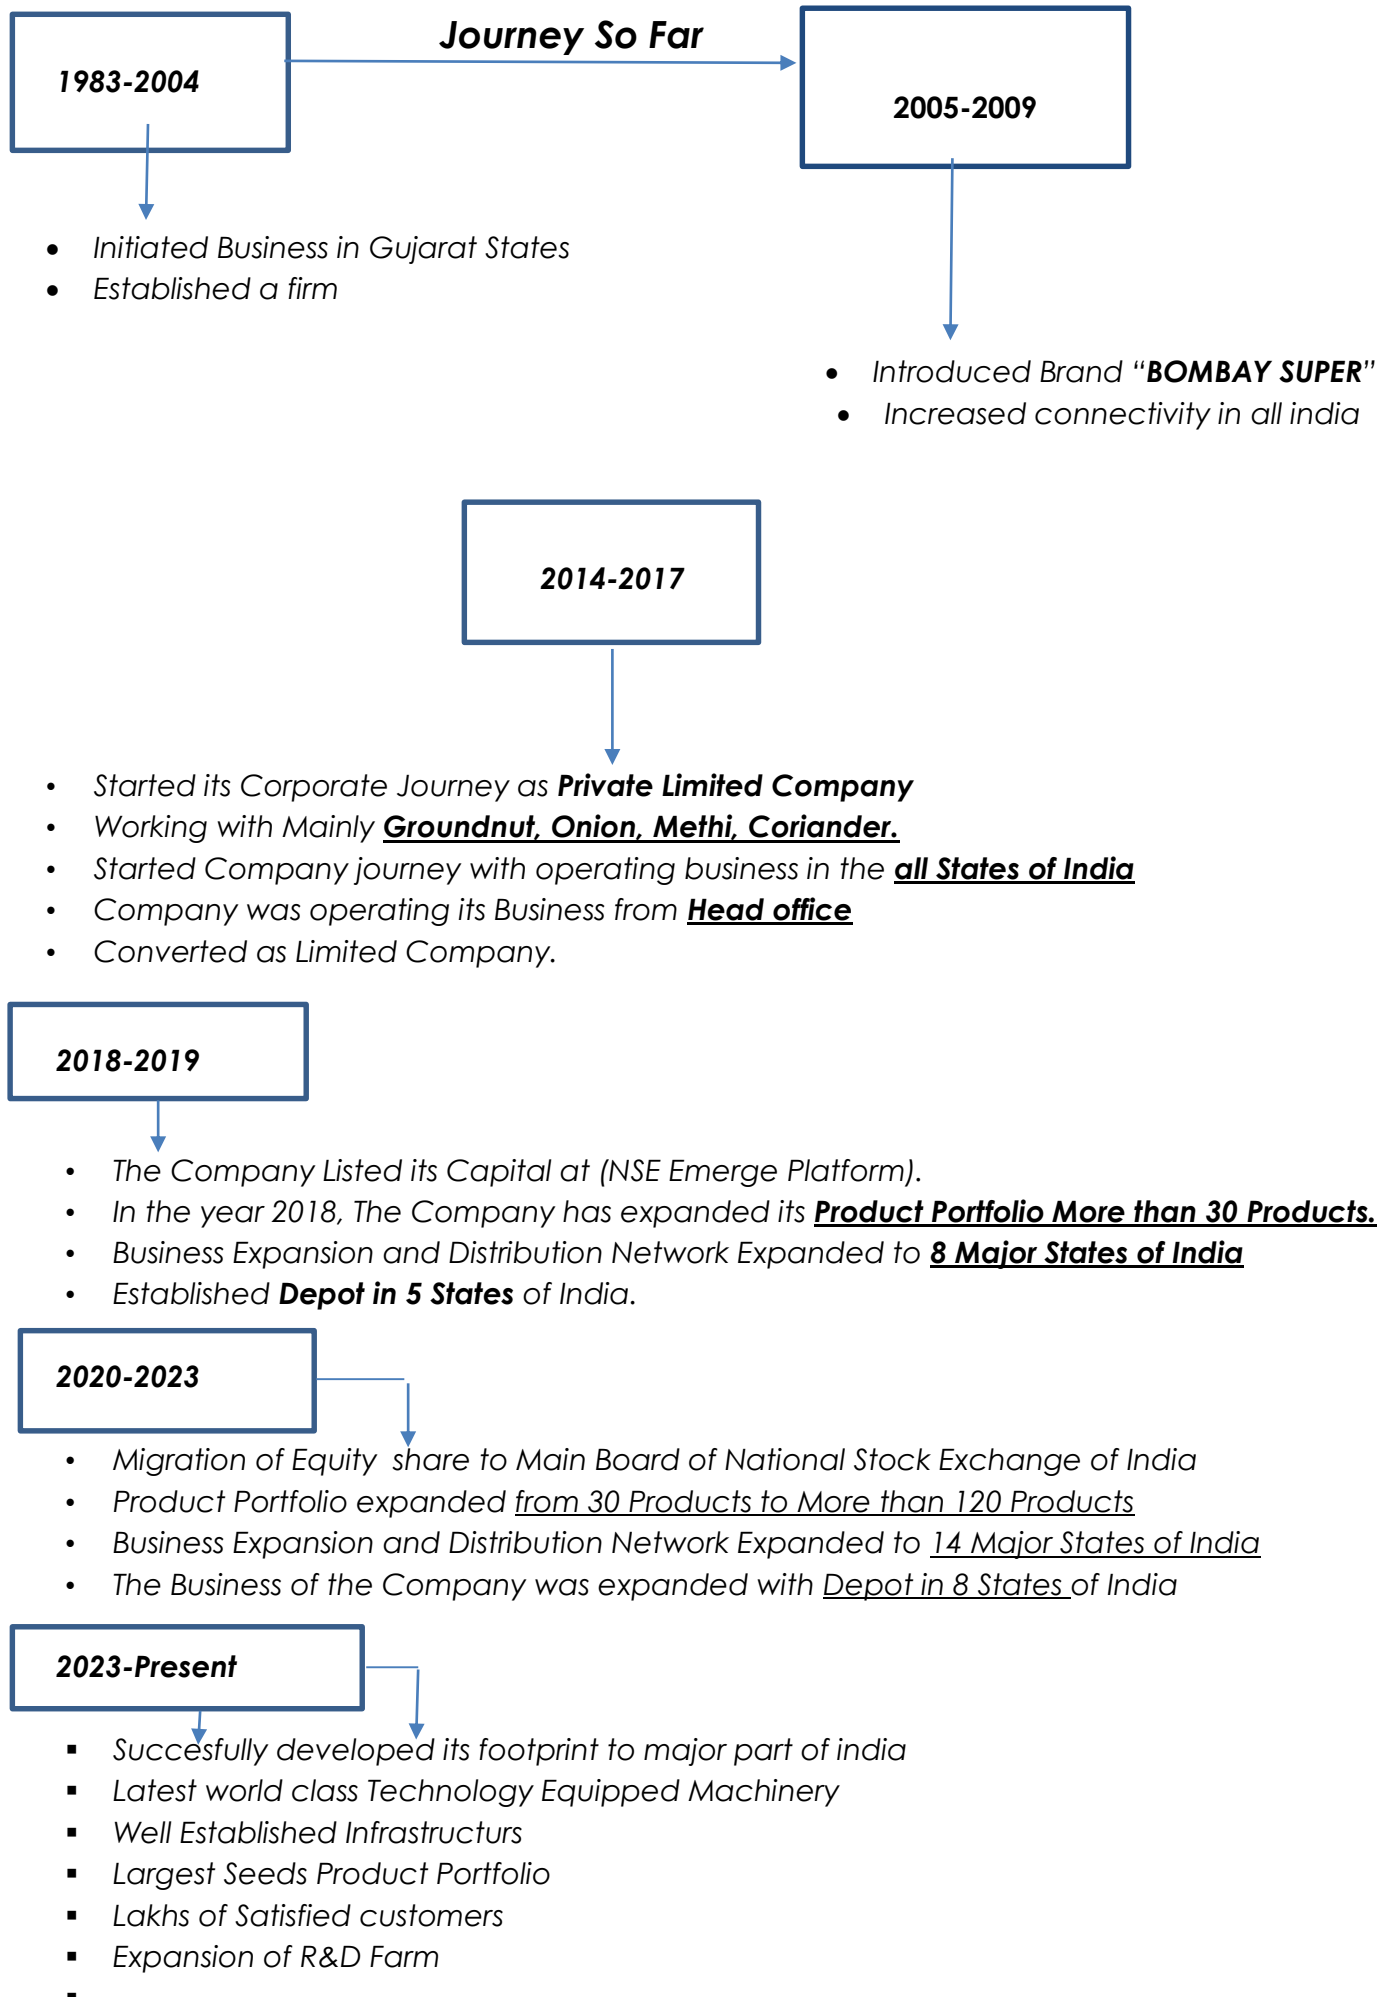 Journey So Far
1983-2004
2005-2009
• Initiated Business in Gujarat States
• Established a firm
• Introduced Brand “BOMBAY SUPER”
• Increased connectivity in all india
2014-2017
• Started its Corporate Journey as Private Limited Company
• Working with Mainly Groundnut, Onion, Methi, Coriander.
• Started Company journey with operating business in the all States of India
• Company was operating its Business from Head office
• Converted as Limited Company.
2018-2019
• The Company Listed its Capital at (NSE Emerge Platform).
• In the year 2018, The Company has expanded its Product Portfolio More than 30 Products.
• Business Expansion and Distribution Network Expanded to 8 Major States of India
• Established Depot in 5 States of India.
2020-2023
• Migration of Equity share to Main Board of National Stock Exchange of India
• Product Portfolio expanded from 30 Products to More than 120 Products
• Business Expansion and Distribution Network Expanded to 14 Major States of India
• The Business of the Company was expanded with Depot in 8 States of India
2023-Present
▪ Succesfully developed its footprint to major part of india
▪ Latest world class Technology Equipped Machinery
▪ Well Established Infrastructurs
▪ Largest Seeds Product Portfolio
▪ Lakhs of Satisfied customers
▪ Expansion of R&D Farm